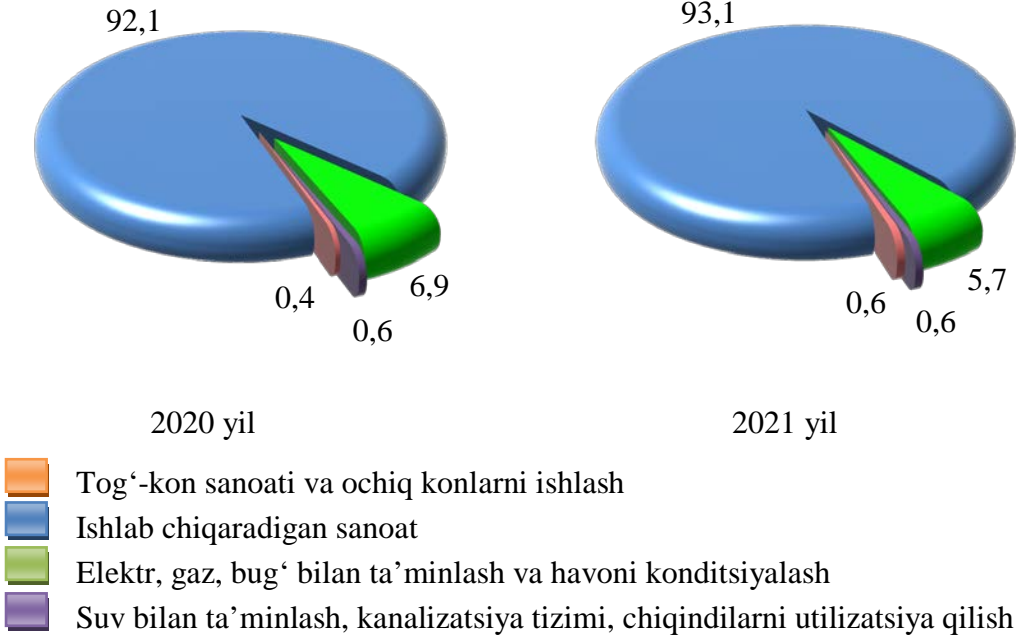 92,1
93,1
0,4
6,9
0,6
0,6
5,7
0,6
2020 yil
2021 yil
Tog‘-kon sanoati va ochiq konlarni ishlash
Ishlab chiqaradigan sanoat
Elektr, gaz, bug‘ bilan ta’minlash va havoni konditsiyalash
Suv bilan ta’minlash, kanalizatsiya tizimi, chiqindilarni utilizatsiya qilish